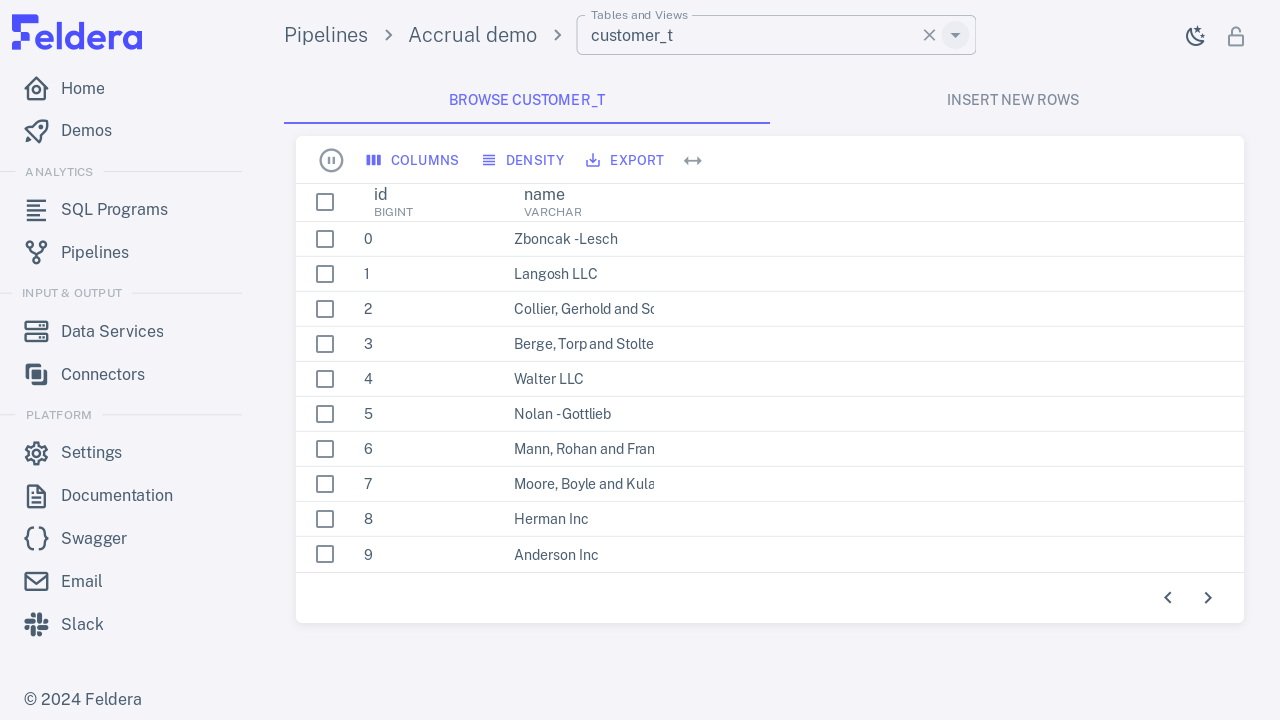 Feldera
Home
Demos
ANALYTICS
SQL Programs
Pipelines
INPUT & OUTPUT
Data Services
Connectors
PLATFORM
Settings
Documentation
Swagger
Email
Slack
© 2024 Feldera
Pipelines > Accrual demo >
Tables and Views
customer_t
BROWSE CUSTOMER_T
INSERT NEW ROWS
COLUMNS DENSITY EXPORT
id name
BIGINT VARCHAR
0 Zboncak - Lesch
1 Langosh LLC
2 Collier, Gerhold and Sc
3 Berge, Torp and Stolte
4 Walter LLC
5 Nolan - Gottlieb
6 Mann, Rohan and Fran
7 Moore, Boyle and Kula
8 Herman Inc
9 Anderson Inc